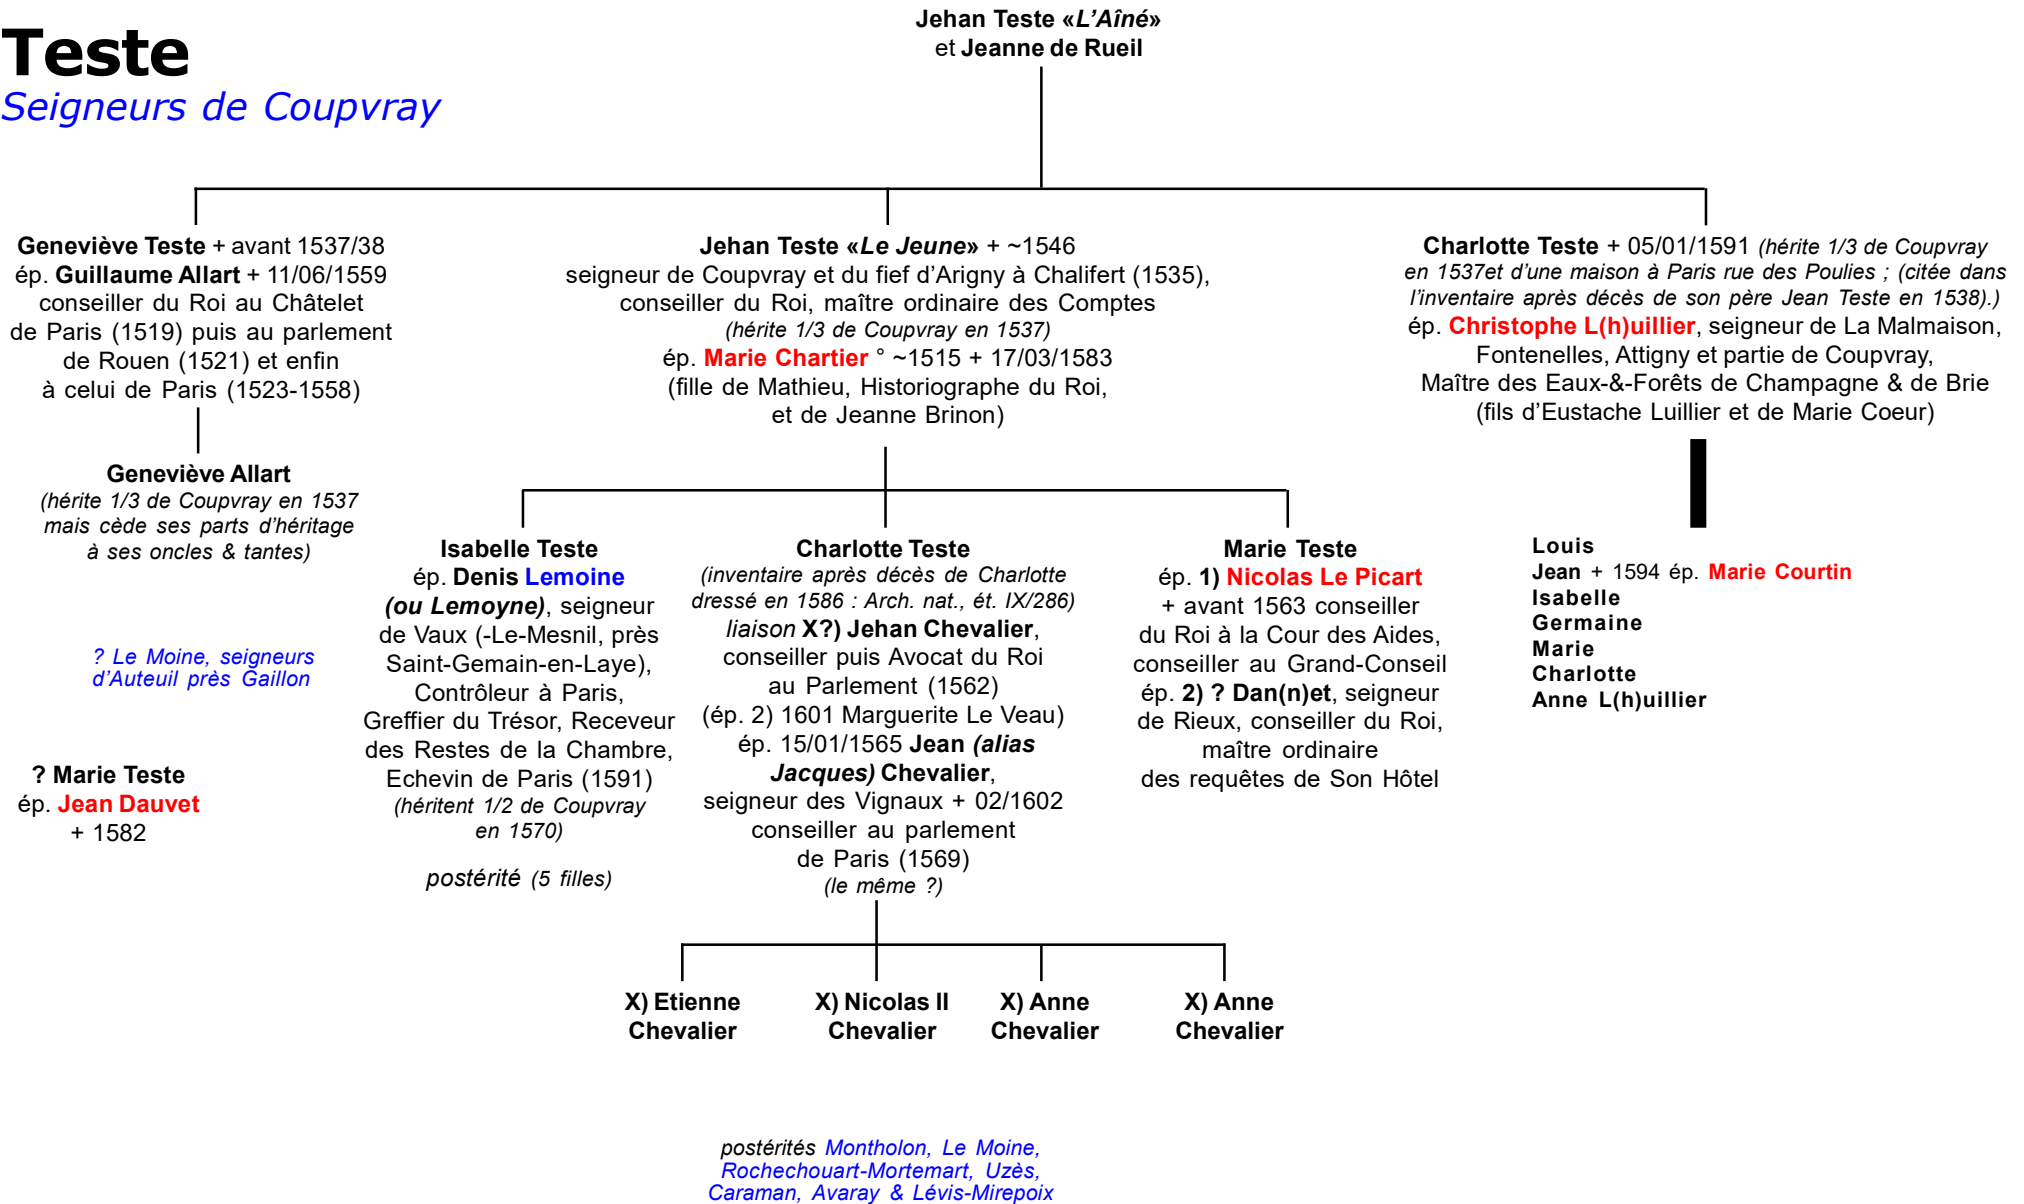 Teste
Seigneurs de Coupvray
Jehan Teste «L'Aîné»
et Jeanne de Rueil
Geneviève Teste + avant 1537/38
ép. Guillaume Allart + 11/06/1559
conseiller du Roi au Châtelet
de Paris (1519) puis au parlement
de Rouen (1521) et enfin
à celui de Paris (1523-1558)
Geneviève Allart
(hérite 1/3 de Coupvray en 1537
mais cède ses parts d'héritage
à ses oncles & tantes)
? Le Moine, seigneurs
d'Auteuil près Gaillon
? Marie Teste
ép. Jean Dauvet
+ 1582
Jehan Teste «Le Jeune» + ~1546
seigneur de Coupvray et du fief d'Arigny à Chalifert (1535),
conseiller du Roi, maître ordinaire des Comptes
(hérite 1/3 de Coupvray en 1537)
ép. Marie Chartier ° ~1515 + 17/03/1583
(fille de Mathieu, Historiographe du Roi,
et de Jeanne Brinon)
Isabelle Teste
ép. Denis Lemoine
(ou Lemoyne), seigneur
de Vaux (-Le-Mesnil, près
Saint-Gemain-en-Laye),
Contrôleur à Paris,
Greffier du Trésor, Receveur
des Restes de la Chambre,
Echevin de Paris (1591)
(héritent 1/2 de Coupvray
en 1570)
postérité (5 filles)
Charlotte Teste
(inventaire après décès de Charlotte
dressé en 1586 : Arch. nat., ét. IX/286)
liaison X?) Jehan Chevalier,
conseiller puis Avocat du Roi
au Parlement (1562)
(ép. 2) 1601 Marguerite Le Veau)
ép. 15/01/1565 Jean (alias
Jacques) Chevalier,
seigneur des Vignaux + 02/1602
conseiller au parlement
de Paris (1569)
(le même ?)
Marie Teste
ép. 1) Nicolas Le Picart
+ avant 1563 conseiller
du Roi à la Cour des Aides,
conseiller au Grand-Conseil
ép. 2) ? Dan(n)et, seigneur
de Rieux, conseiller du Roi,
maître ordinaire
des requêtes de Son Hôtel
Charlotte Teste + 05/01/1591 (hérite 1/3 de Coupvray
en 1537et d'une maison à Paris rue des Poulies ; (citée dans
l'inventaire après décès de son père Jean Teste en 1538).)
ép. Christophe L(h)uillier, seigneur de La Malmaison,
Fontenelles, Attigny et partie de Coupvray,
Maître des Eaux-&-Forêts de Champagne & de Brie
(fils d'Eustache Luillier et de Marie Coeur)
Louis
Jean + 1594 ép. Marie Courtin
Isabelle
Germaine
Marie
Charlotte
Anne L(h)uillier
X) Etienne
Chevalier
X) Nicolas II
Chevalier
X) Anne
Chevalier
X) Anne
Chevalier
postérités Montholon, Le Moine,
Rochechouart-Mortemart, Uzès,
Caraman, Avaray & Lévis-Mirepoix